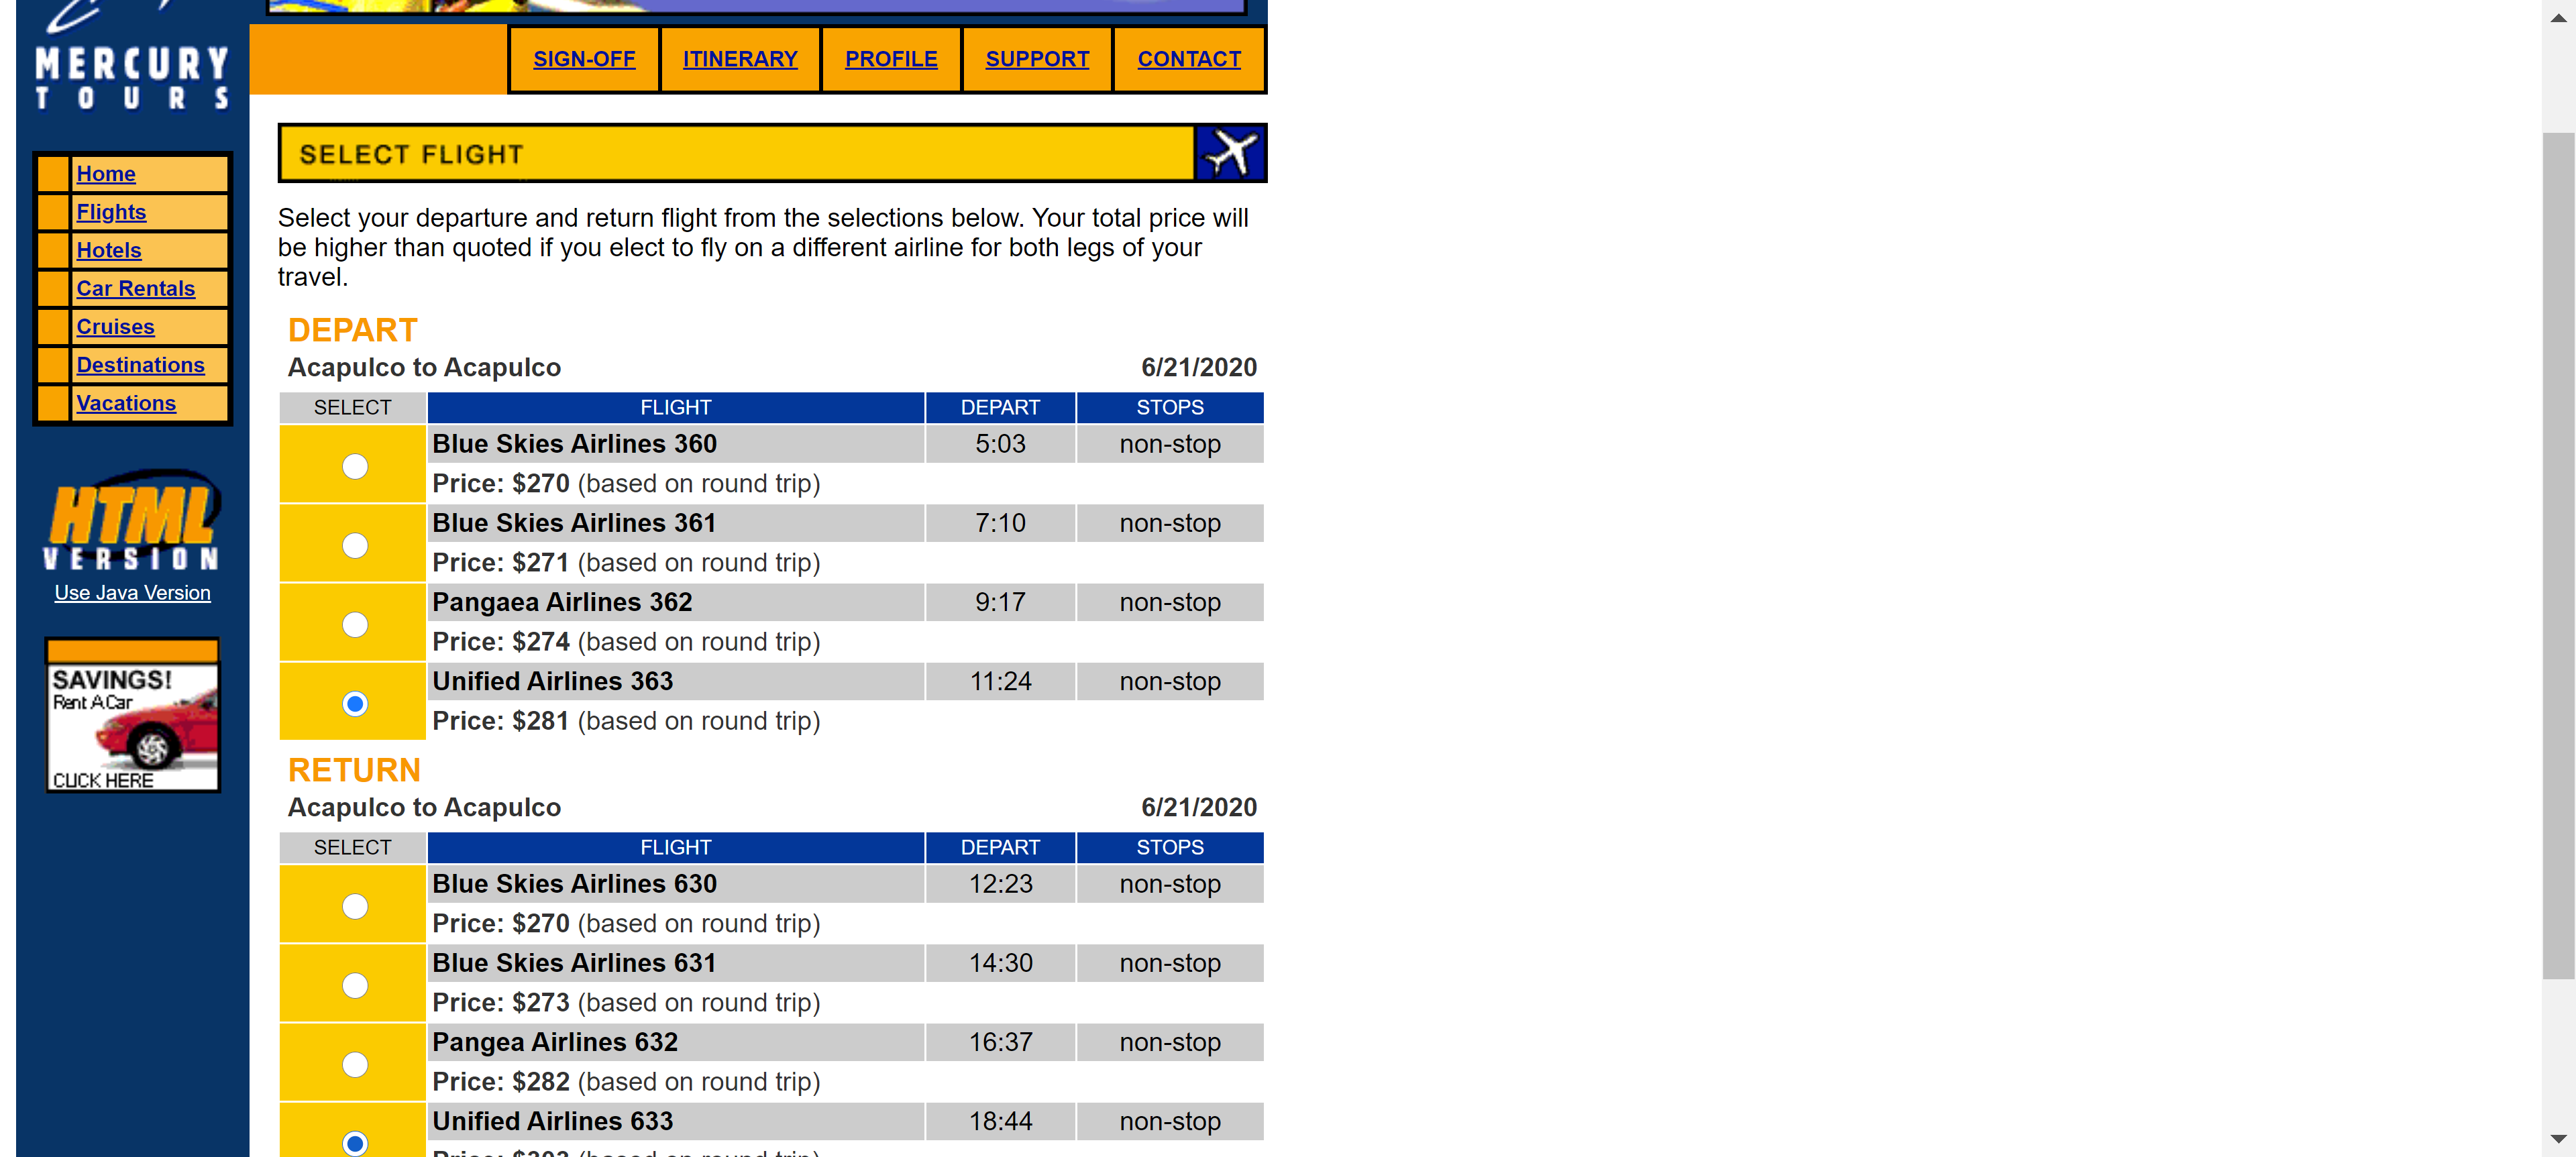 MERCURY
TOURS
SIGN-OFF ITINERARY PROFILE SUPPORT CONTACT
Home
Flights
Hotels
Car Rentals
Cruises
Destinations
Vacations
HTML
VERSION
Use Java Version
SAVINGS!
Rent A Car
CLICK HERE
SELECT FLIGHT
Select your departure and return flight from the selections below. Your total price will
be higher than quoted if you elect to fly on a different airline for both legs of your
travel.
DEPART
Acapulco to Acapulco 6/21/2020
SELECT FLIGHT DEPART STOPS
Blue Skies Airlines 360 5:03 non-stop
Price: $270 (based on round trip)
Blue Skies Airlines 361 7:10 non-stop
Price: $271 (based on round trip)
Pangaea Airlines 362 9:17 non-stop
Price: $274 (based on round trip)
Unified Airlines 363 11:24 non-stop
Price: $281 (based on round trip)
RETURN
Acapulco to Acapulco 6/21/2020
SELECT FLIGHT DEPART STOPS
Blue Skies Airlines 630 12:23 non-stop
Price: $270 (based on round trip)
Blue Skies Airlines 631 14:30 non-stop
Price: $273 (based on round trip)
Pangea Airlines 632 16:37 non-stop
Price: $282 (based on round trip)
Unified Airlines 633 18:44 non-stop
Price: $303 (based on round trip)